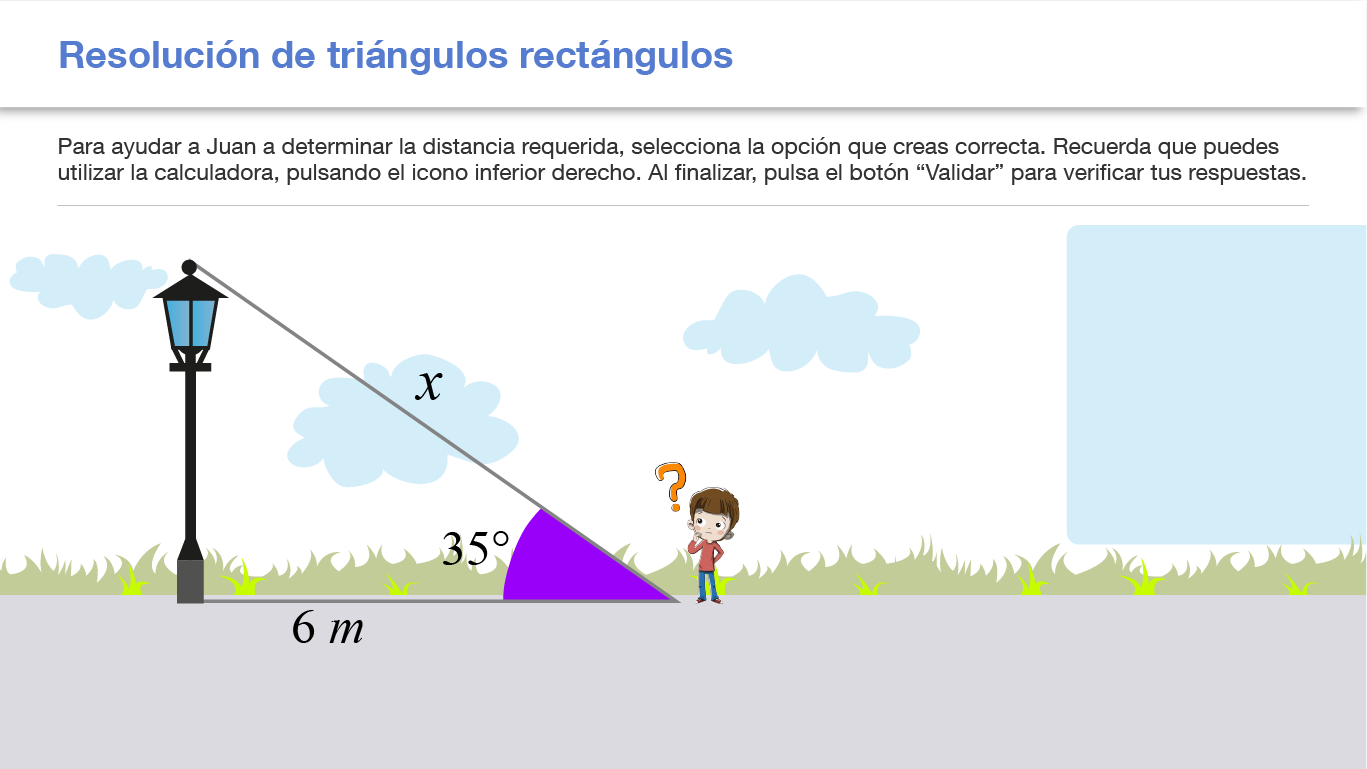 Resolución de triángulos rectángulos
Para ayudar a Juan a determinar la distancia requerida, selecciona la opción que creas correcta. Recuerda que puedes
utilizar la calculadora, pulsando el icono inferior derecho. Al finalizar, pulsa el botón “Validar” para verificar tus respuestas.
x
?
35°
6 m